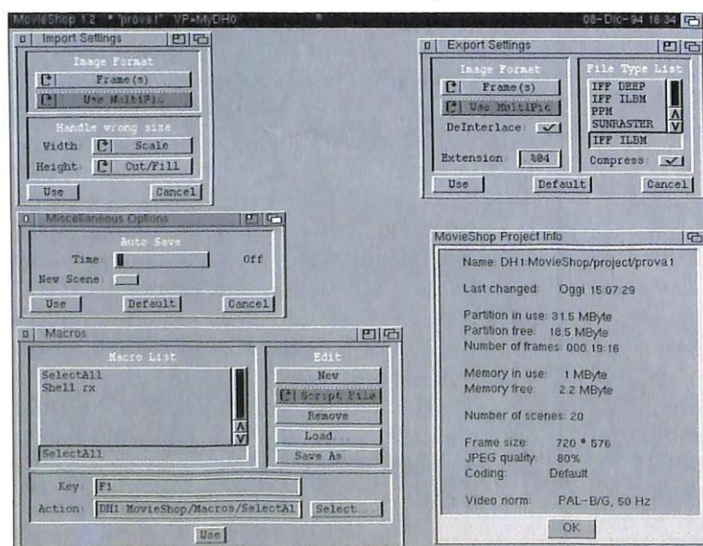 MovieShop 1.2 * "prova1" VP=MyDH0 08-Dic-94 16:34
Import Settings
Image Format
Frame(s)
Use MultiPic
Handle wrong size
Width: Scale
Height: Cut/Fill
Use Cancel
Export Settings
Image Format
Frame(s)
Use MultiPic
DeInterlace:
Extension: %04
File Type List
IFF DEEP
IFF ILBM
PPM
SUNRASTER
IFF ILBM
Compress:
Use Default Cancel
Miscellaneous Options
Auto Save
Time: Off
New Scene:
Use Default Cancel
Macros
Macro List
SelectAll
Shell rx
SelectAll
Edit
New
Script File
Remove
Load...
Save As
Key: F1
Action: DH1:MovieShop/Macros/SelectAl Select...
Use
MovieShop Project Info
Name: DH1:MovieShop/project/prova1
Last changed: Oggi 15:07:29
Partition in use: 31.5 MByte
Partition free: 18.5 MByte
Number of frames: 000:19:16
Memory in use: 1 MByte
Memory free: 2.2 MByte
Number of scenes: 20
Frame size: 720 * 576
JPEG quality: 80%
Coding: Default
Video norm: PAL-B/G, 50 Hz
OK